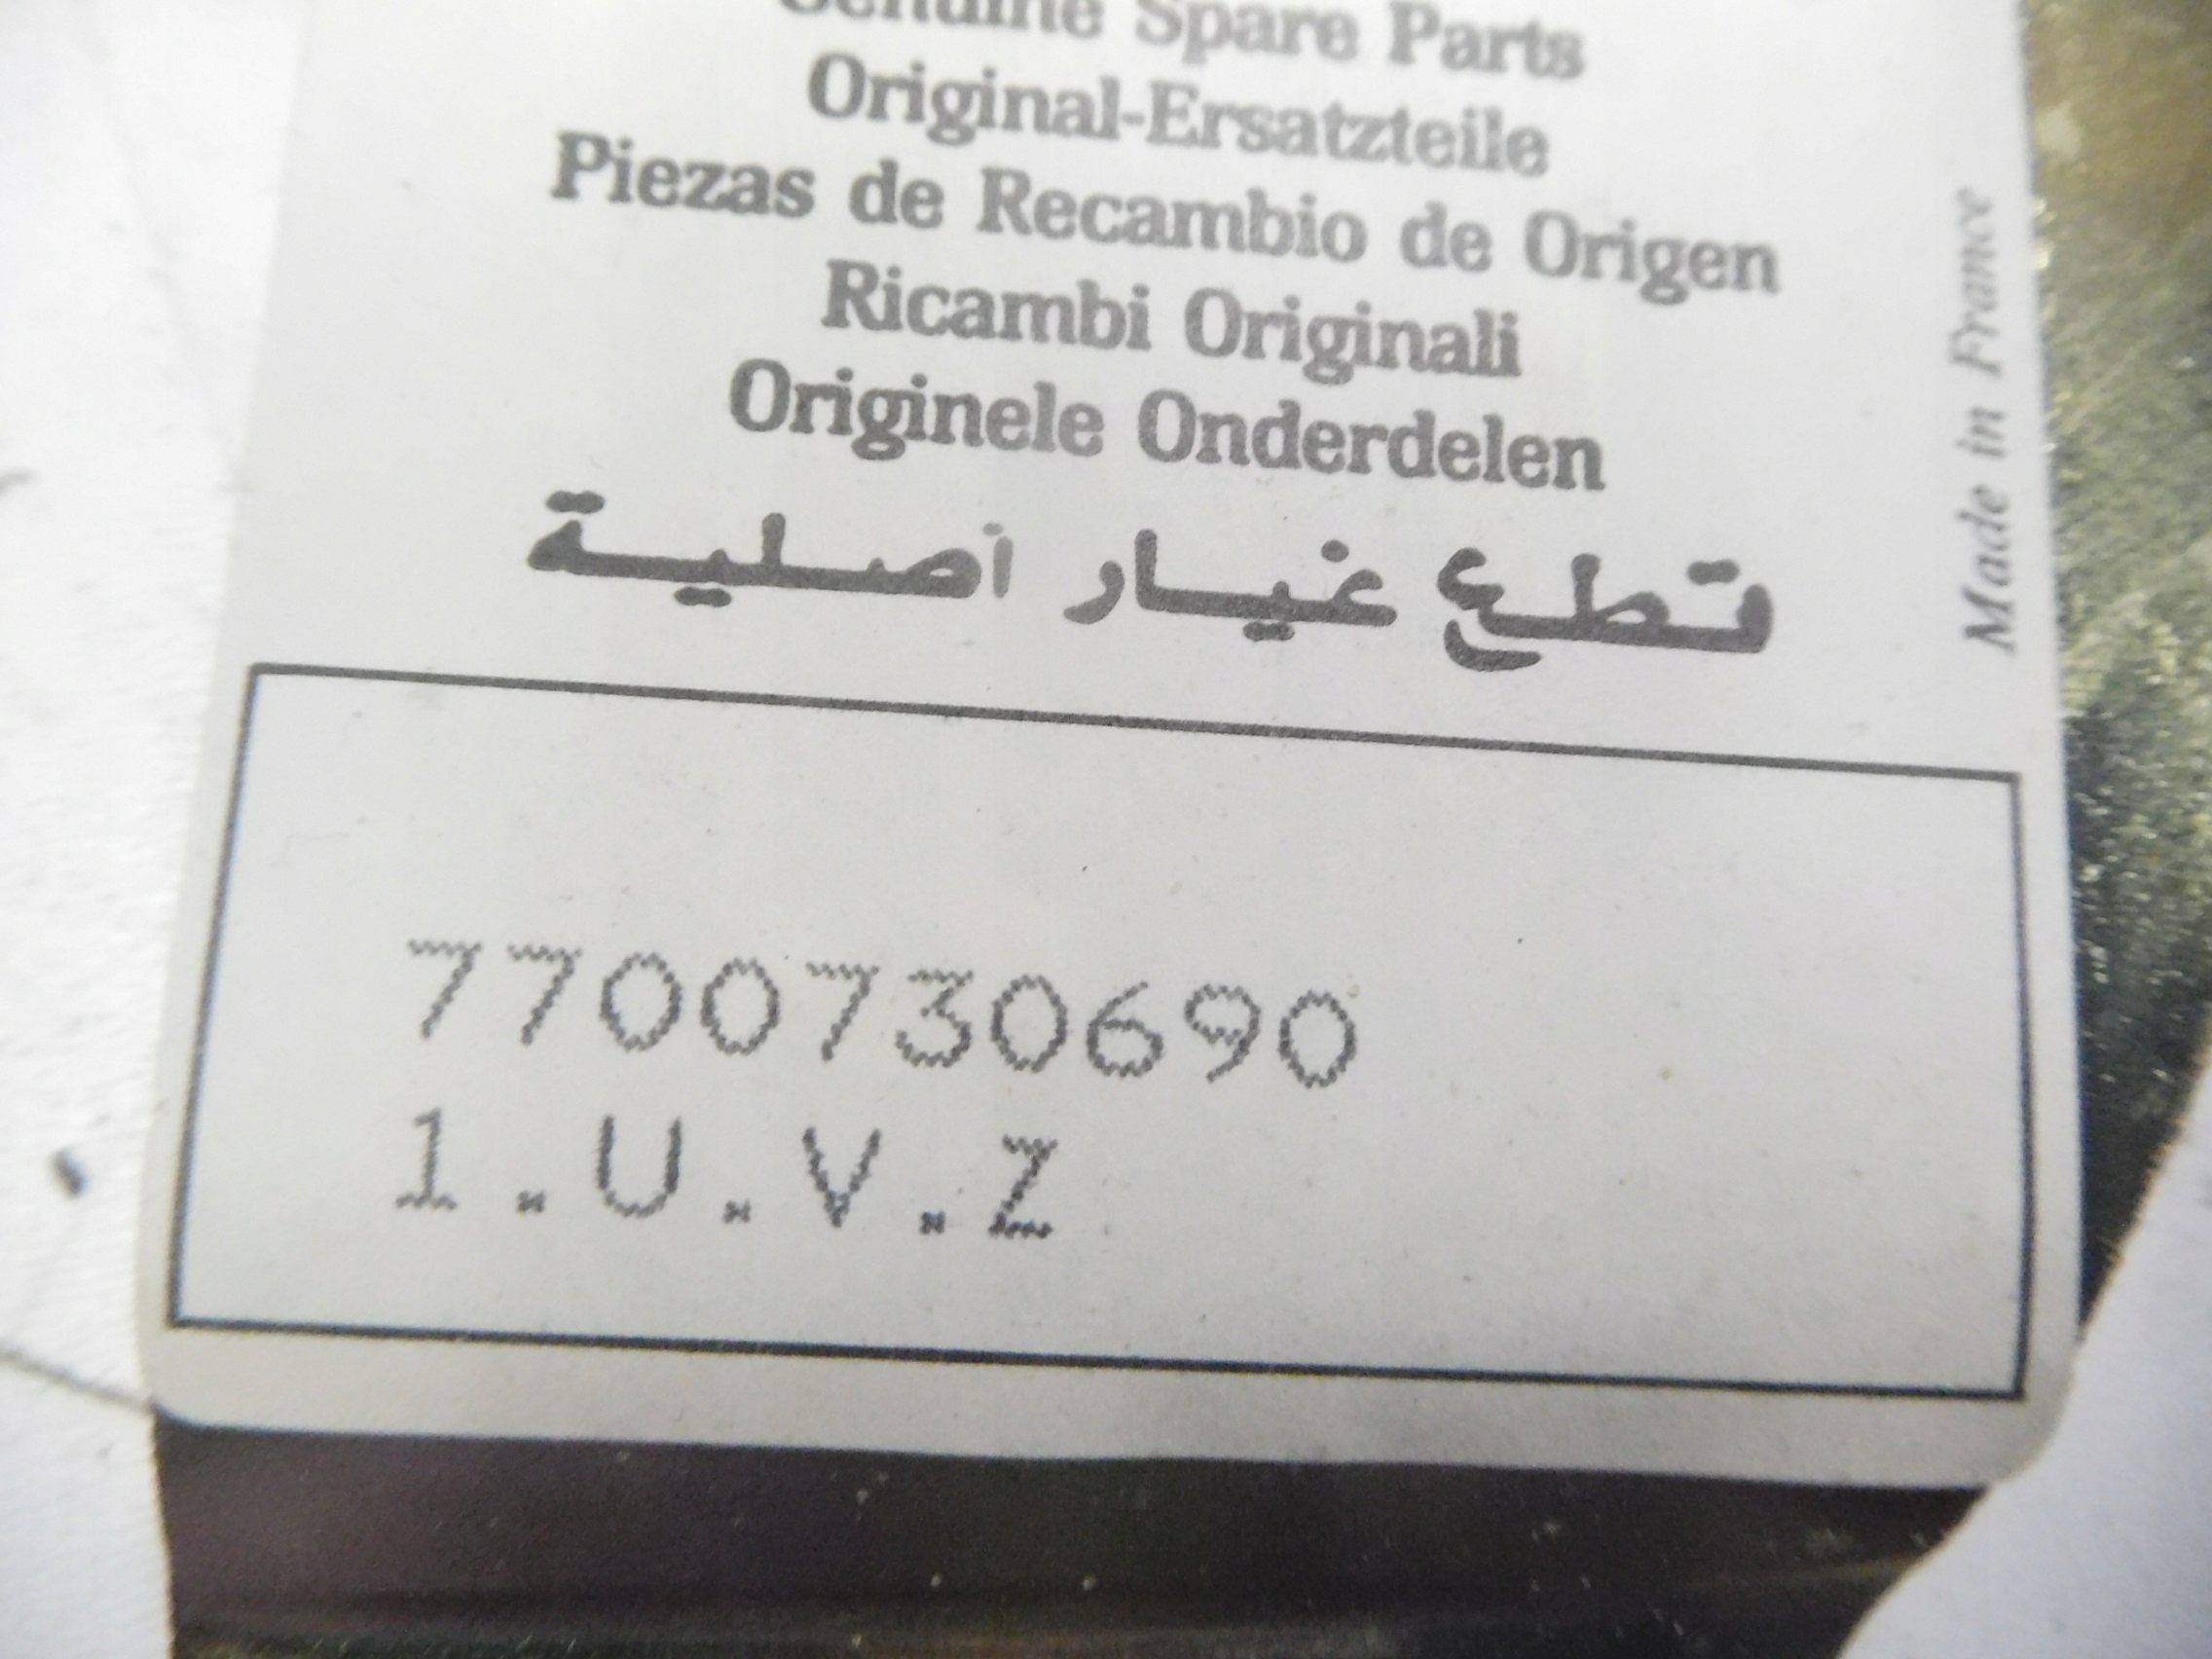 Genuine Spare Parts
Original-Ersatzteile
Piezas de Recambio de Origen
Ricambi Originali
Originele Onderdelen
قطع غيار أصلية
Made in France
7700730690
1.U.V.Z